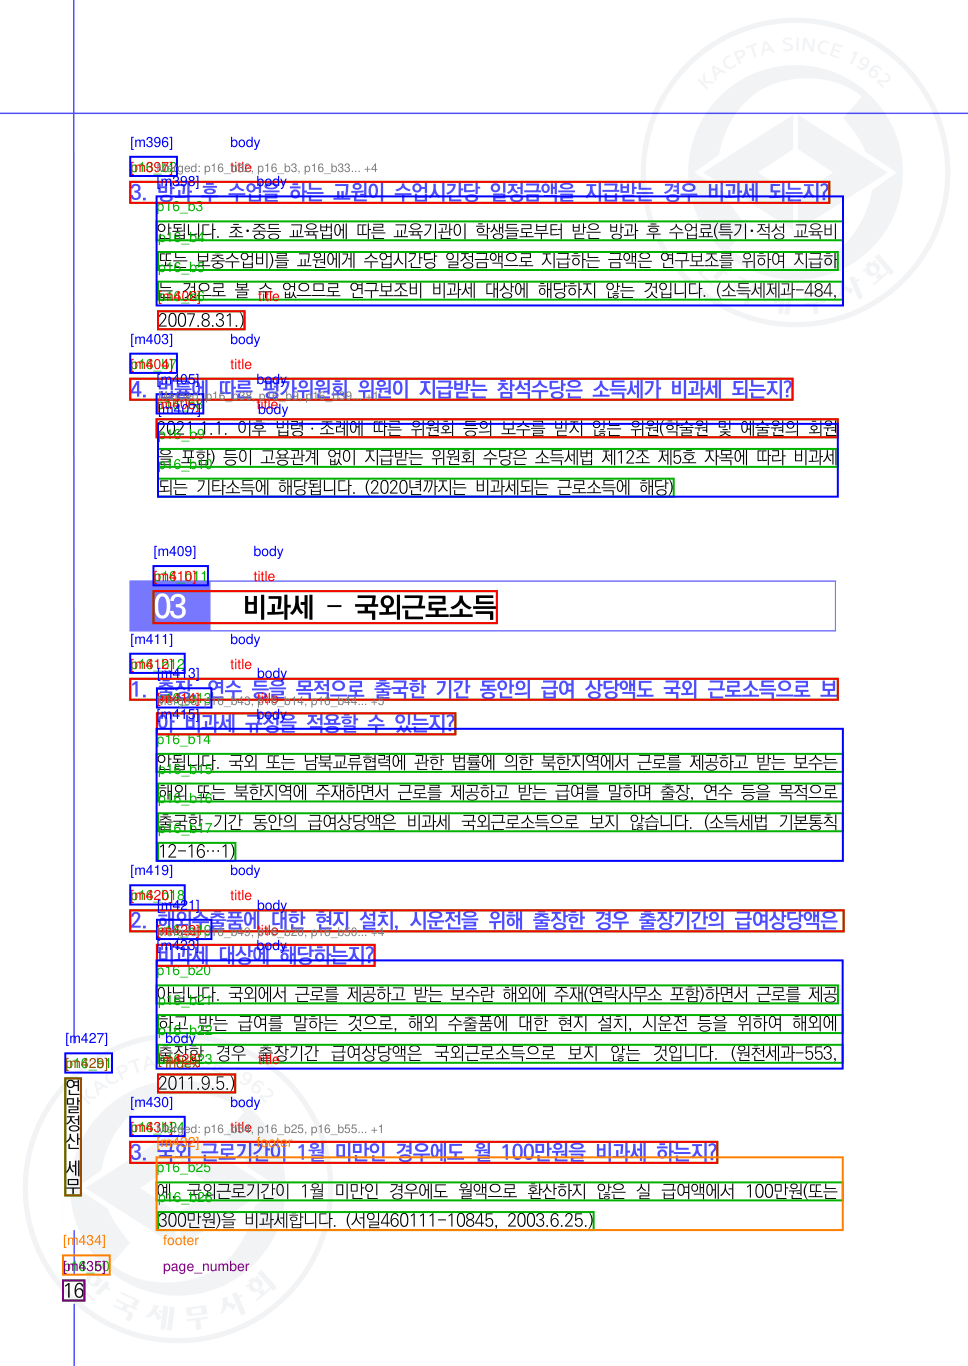 KACPTA SINCE 1962
[m396] body
3. 방과 후 수업을 하는 교원이 수업시간당 일정금액을 지급받는 경우 비과세 되는지?
p16_b3
안됩니다. 초·중등 교육법에 따른 교육기관이 학생들로부터 받은 방과 후 수업료(특기·적성 교육비
또는 보충수업비)를 교원에게 수업시간당 일정금액으로 지급하는 금액은 연구보조를 위하여 지급하
는 것으로 볼 수 없으므로 연구보조비 비과세 대상에 해당하지 않는 것입니다. (소득세제과-484,
2007.8.31.)
[m403] body
title
4. 법률에 따른 평가위원회 위원이 지급받는 참석수당은 소득세가 비과세 되는지?
2021.1.1. 이후 법령·조례에 따른 위원회 등의 보수를 받지 않는 위원(학술원 및 예술원의 회원
을 포함) 등이 고용관계 없이 지급받는 위원회 수당은 소득세법 제12조 제5호 자목에 따라 비과세
되는 기타소득에 해당됩니다. (2020년까지는 비과세되는 근로소득에 해당)
[m409] body
title
03 비과세 - 국외근로소득
[m411] body
title
1. 출장, 연수 등을 목적으로 출국한 기간 동안의 급여 상당액도 국외 근로소득으로 보
아 비과세 규정을 적용할 수 있는지?
p16_b14
안됩니다. 국외 또는 남북교류협력에 관한 법률에 의한 북한지역에서 근로를 제공하고 받는 보수는
해외 또는 북한지역에 주재하면서 근로를 제공하고 받는 급여를 말하며 출장, 연수 등을 목적으로
출국한 기간 동안의 급여상당액은 비과세 국외근로소득으로 보지 않습니다. (소득세법 기본통칙
12-16…1)
[m419] body
title
2. 해외수출품에 대한 현지 설치, 시운전을 위해 출장한 경우 출장기간의 급여상당액은
비과세 대상에 해당하는지?
p16_b20
아닙니다. 국외에서 근로를 제공하고 받는 보수란 해외에 주재(연락사무소 포함)하면서 근로를 제공
하고 받는 급여를 말하는 것으로, 해외 수출품에 대한 현지 설치, 시운전 등을 위하여 해외에
출장한 경우 출장기간 급여상당액은 국외근로소득으로 보지 않는 것입니다. (원천세과-553,
2011.9.5.)
[m427] body
연말정산 세무
[m430] body
3. 국외 근로기간이 1월 미만인 경우에도 월 100만원을 비과세 하는지?
p16_b25
예. 국외근로기간이 1월 미만인 경우에도 월액으로 환산하지 않은 실 급여액에서 100만원(또는
300만원)을 비과세합니다. (서일460111-10845, 2003.6.25.)
[m434] footer
[m435] page_number
16